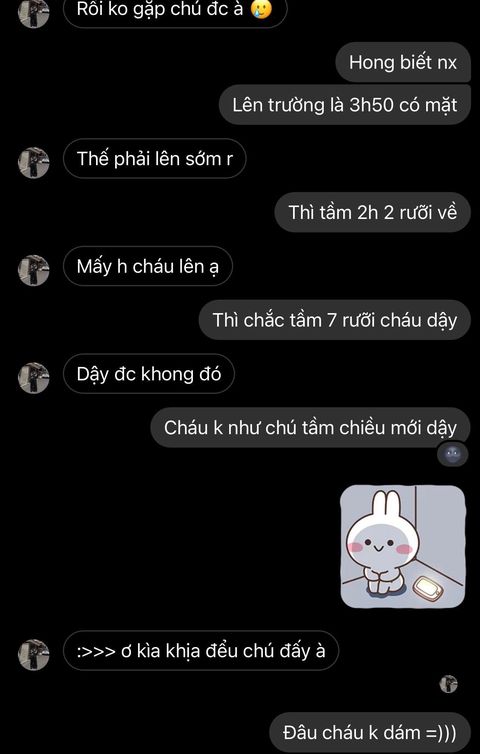 Rồi ko gặp chú đc à 🥲
Hong biết nx
Lên trường là 3h50 có mặt
Thế phải lên sớm r
Thì tầm 2h 2 rưỡi về
Mấy h cháu lên ạ
Thì chắc tầm 7 rưỡi cháu dậy
Dậy đc khong đó
Cháu k như chú tầm chiều mới dậy
:>>> ơ kìa khịa đểu chú đấy à
Đâu cháu k dám =)))